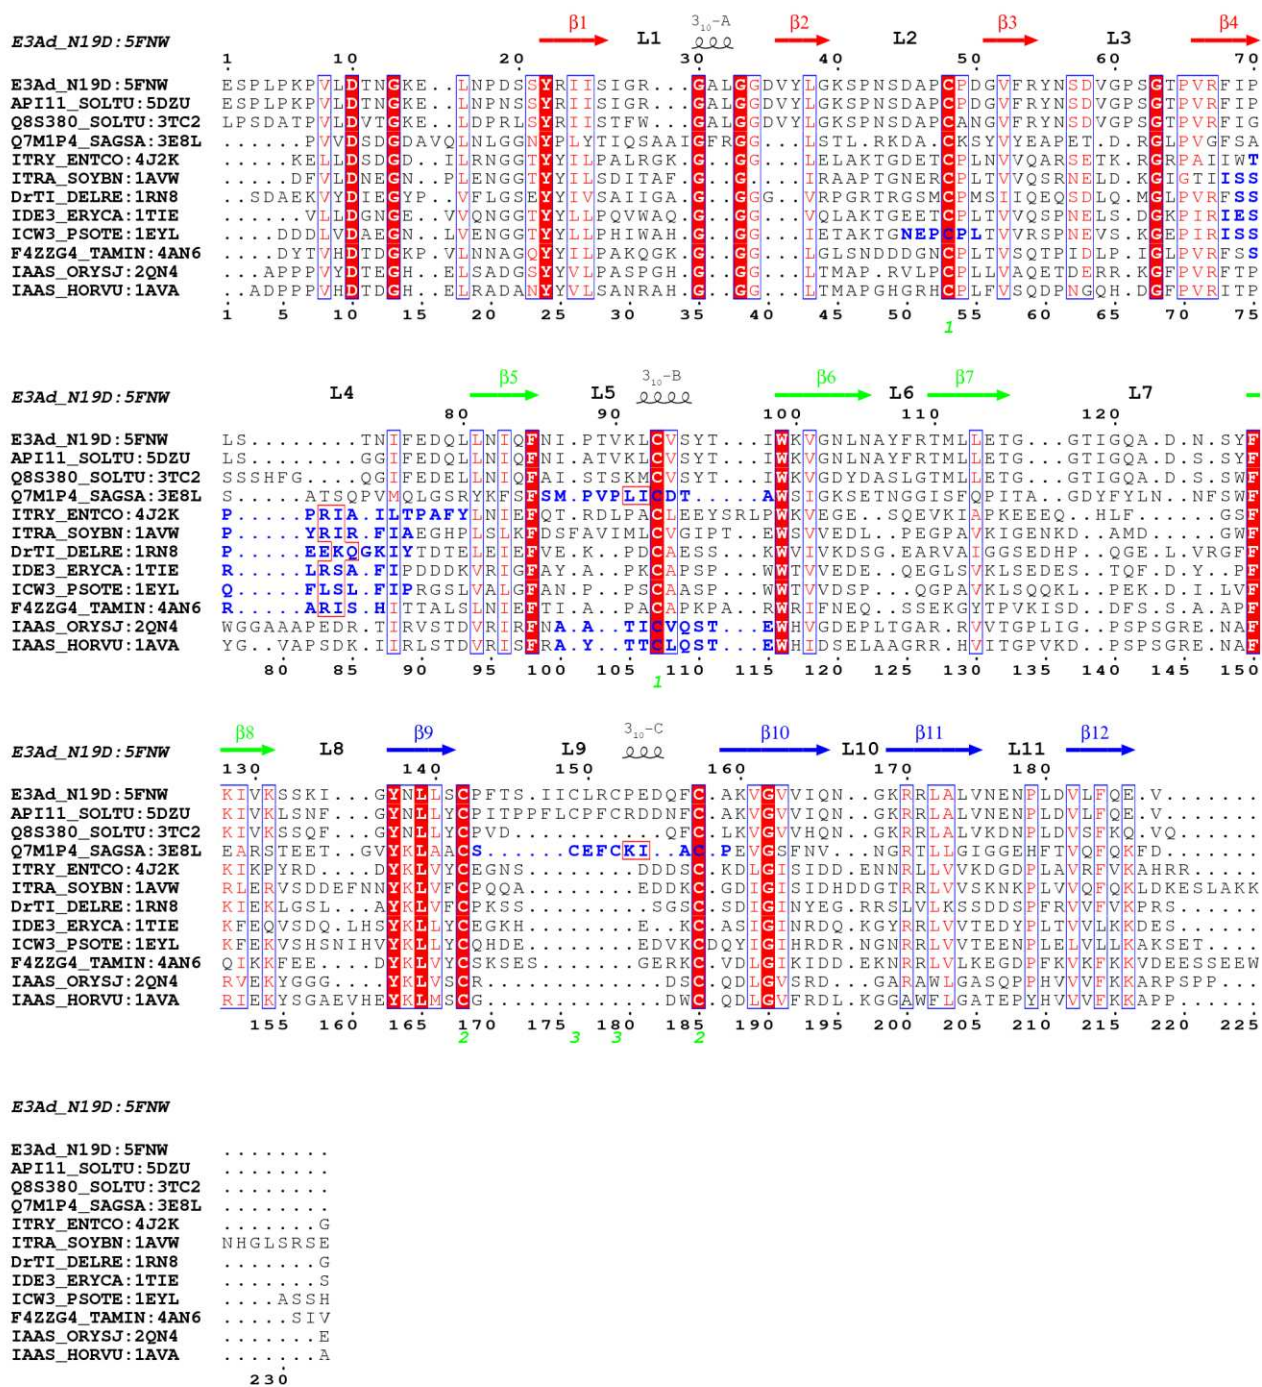 β1 L1 3₁₀-A β2 L2 β3 L3 β4
E3Ad_N19D:5FNW
1 10 20 30 40 50 60 70
E3Ad_N19D:5FNW ESPLPKPVLDTNGKE..LNPDSSYRIISIGR...GALGGDVYLGKSPNSDAPCPDGVFRYNSDVGPSGTPVRFIP
API11_SOLTU:5DZU ESPLPKPVLDTNGKE..LNPNSSYRIISIGR...GALGGDVYLGKSPNSDAPCPDGVFRYNSDVGPSGTPVRFIP
Q8S380_SOLTU:3TC2 LPSDATPVLDVTGKE..LDPRLSYRIISTFW...GALGGDVYLGKSPNSDAPCANGVFRYNSDVGPSGTPVRFIG
Q7M1P4_SAGSA:3E8L ......PVVDSDGDAVQLNLGGNYPLYTIQSAAIGFRGG...LSTLRKDA.CKSYVYEAPET.DRGLPVGFSA
ITRY_ENTCO:4J2K ....KELLDSDGD.ILRNGGTYYILPALRGK...G.GG...LELAKTGDETCPLNVVQARSETK.RGRPAIIWT
ITRA_SOYBN:1AVW .....DFVLDNEGN.PLENGGTYYILSDITAF.G..G...IRAAPTGNERCPLTVVQSRNELD.KGIGTIISS
DrTI_DELRE:1RN8 ..SDAEKVYDIEGYP.VFLGSEYYIVSAIIGA.G..GG...VRPGRTRGSMCPMSIIQEQSDLQ.MGLPVRFSS
IDE3_ERYCA:1TIE ......VLLDGNGE.VVQNGGTYYLLPQVWAQ.G..GG...VQLAKTGEETCPLTVVQSPNELS.DGKPIRIES
ICW3_PSOTE:1EYL ...DDDLVDAEGN.LVENGGTYYLLPHIWAH.G..GG...IETAKTGNEPCPLTVVRSPNEVS.KGEPIRISS
F4ZZG4_TAMIN:4AN6 ....DYTVHDTDGKP.VLNNAGQYYILPAKQGK.G..GG...LGLSNDDDGNCPLTVSQTPIDLP.IGLPVRFSS
IAAS_ORYSJ:2QN4 ..APPPVYDTEGH.ELSADGSYYVLPASPGH.G..GG...LTMAP.RVLPCPLLVAQETDERRKGFPVRFTP
IAAS_HORVU:1AVA ..ADPPPVHDTDGH.ELRADANYYVLSANRAH.G..GG...LTMAPGHGRHCPLFVSQDPNGQH.DGFPVRITP
1 5 10 15 20 25 30 35 40 45 50 55 60 65 70 75
1
L4 β5 L5 3₁₀-B β6 L6 β7 L7
E3Ad_N19D:5FNW
80 90 100 110 120
E3Ad_N19D:5FNW LS........TNIFEDQLLNIQFNI.PTVKLCVSYT...IWKVGNLNAYFRTMLLETG...GTIGQA.D.N.SYF
API11_SOLTU:5DZU LS........GGIFEDQLLNIQFNI.ATVKLCVSYT...IWKVGNLNAYFRTMLLETG...GTIGQA.D.S.SYF
Q8S380_SOLTU:3TC2 SSSHFG....QGIFEDELLNIQFAI.STSKMCVSYT...IWKVGDYDASLGTMLLETG...GTIGQA.D.S.SWF
Q7M1P4_SAGSA:3E8L S.....ATSQPVMQLGSRYKFSFSM.PVPLICDT.....AWSIGKSETNGGISFQPITA.GDYFYLN..NFSWF
ITRY_ENTCO:4J2K P.....PRIA.ILTPAFYLNIEFQT.RDLPACLEEYSRLPWKVEGE..SQEVKIAPKEEEQ.HLF....GSF
ITRA_SOYBN:1AVW P.....YRIR.FIAEGHPLSLKFDSFAVIMLCVGIPT..EWSVVEDL.PEGPAVKIGENKD.AMD....GWF
DrTI_DELRE:1RN8 P.....EEKQGKIYTDTELEIEFVE.K..PDCAESS...KWVIVKDSG.EARVAIGGSEDHP.QGE.L.VRGFF
IDE3_ERYCA:1TIE R.....LRSA.FIPDDDKVRIGFAY.A..PKCAPSP...WWTVVEDE..QEGLSVKLSEDES.TQF.D.Y..PF
ICW3_PSOTE:1EYL Q.....FLSL.FIPRGSLVALGFAN.P..PSCAASP...WWTVVDSP...QGPAVKLSQQKL.PEK.D.I.LVF
F4ZZG4_TAMIN:4AN6 R.....ARIS.HITTALSLNIEFTI.A..PACAPKPA..RWRIFNEQ..SSEKGYTPVKISD.DFS.S.AAPF
IAAS_ORYSJ:2QN4 WGGAAAPEDR.TIRVSTDVRIRFNA.A..TICVQST...EWHVGDEPLTGAR.RVVTGPLIG.PSPSGRENAF
IAAS_HORVU:1AVA YG..VAPSDK.IIRLSTDVRISFRA.Y..TTCLQST...EWHIDSELAAGRR.HVITGPVKD.PSPSGRENAF
80 85 90 95 100 105 110 115 120 125 130 135 140 145 150
1
β8 L8 β9 L9 3₁₀-C β10 L10 β11 L11 β12
E3Ad_N19D:5FNW
130 140 150 160 170 180
E3Ad_N19D:5FNW KIVKSSKI...GYNLLSCPFTS.IICLRCPEDQFC.AKVGVVIQN..GKRRLALVNENPLDVLFQE.V.......
API11_SOLTU:5DZU KIVKLSNF...GYNLLYCPITPPFLCPFCRDDNFC.AKVGVVIQN..GKRRLALVNENPLDVLFQEV........
Q8S380_SOLTU:3TC2 KIVKSSQF...GYNLLYCPVD.........QFC.LKVGVVHQN..GKRRLALVKDNPLDVSFKQ.VQ......
Q7M1P4_SAGSA:3E8L EARSTEET..GVYKLAACS......CEFCKI..AC.PEVGSFNV...NGRTLLGIGGEHFTVQFQKFD.......
ITRY_ENTCO:4J2K KIKPYRD....DYKLVYCEGNS.......DDDSC.KDLGISIDD.ENNRLLVVKDGDPLAVRFVKAHRR.....
ITRA_SOYBN:1AVW RLERVSDDEFNNYKLVFCPQQA.......EDDKC.GDIGISIDHDDGTRRLVVSKNKPLVVQFQKLDKESLAKK
DrTI_DELRE:1RN8 KIEKLGSL...AYKLVFCPKSS........SGSC.SDIGINYEG.RRSLVLKSSDDSPFRVVFVKPRS......
IDE3_ERYCA:1TIE KFEQVSDQ.LHSYKLLYCEGKH.......E..KC.ASIGINRDQ.KGYRRLVVTEDYPLTVVLKKDES......
ICW3_PSOTE:1EYL KFEKVSHSNIHVYKLLYCQHDE.......EDVKCDQYIGIHRDR.NGNRRLVVTEENPLELVLLKAKSET....
F4ZZG4_TAMIN:4AN6 QIKKFEE....DYKLVYCSKSES......GERKC.VDLGIKIDD.EKNRRLVLKEGDPFKVKFKKVDEESSEEW
IAAS_ORYSJ:2QN4 RVEKYGGG....YKLVSCR..........DSC.QDLGVSRD..GARAWLGASQPPHVVVFKKARPSPP...
IAAS_HORVU:1AVA RIEKYSGAEVHEYKLMSCG..........DWC.QDLGVFRDL.KGGAWFLGATEPYHVVVFKKAPP.......
155 160 165 170 175 180 185 190 195 200 205 210 215 220 225
2 3 3 2
E3Ad_N19D:5FNW
E3Ad_N19D:5FNW ........
API11_SOLTU:5DZU ........
Q8S380_SOLTU:3TC2 ........
Q7M1P4_SAGSA:3E8L ........
ITRY_ENTCO:4J2K .......G
ITRA_SOYBN:1AVW NHGLSRSE
DrTI_DELRE:1RN8 .......G
IDE3_ERYCA:1TIE .......S
ICW3_PSOTE:1EYL ....ASSH
F4ZZG4_TAMIN:4AN6 .....SIV
IAAS_ORYSJ:2QN4 .......E
IAAS_HORVU:1AVA .......A
230